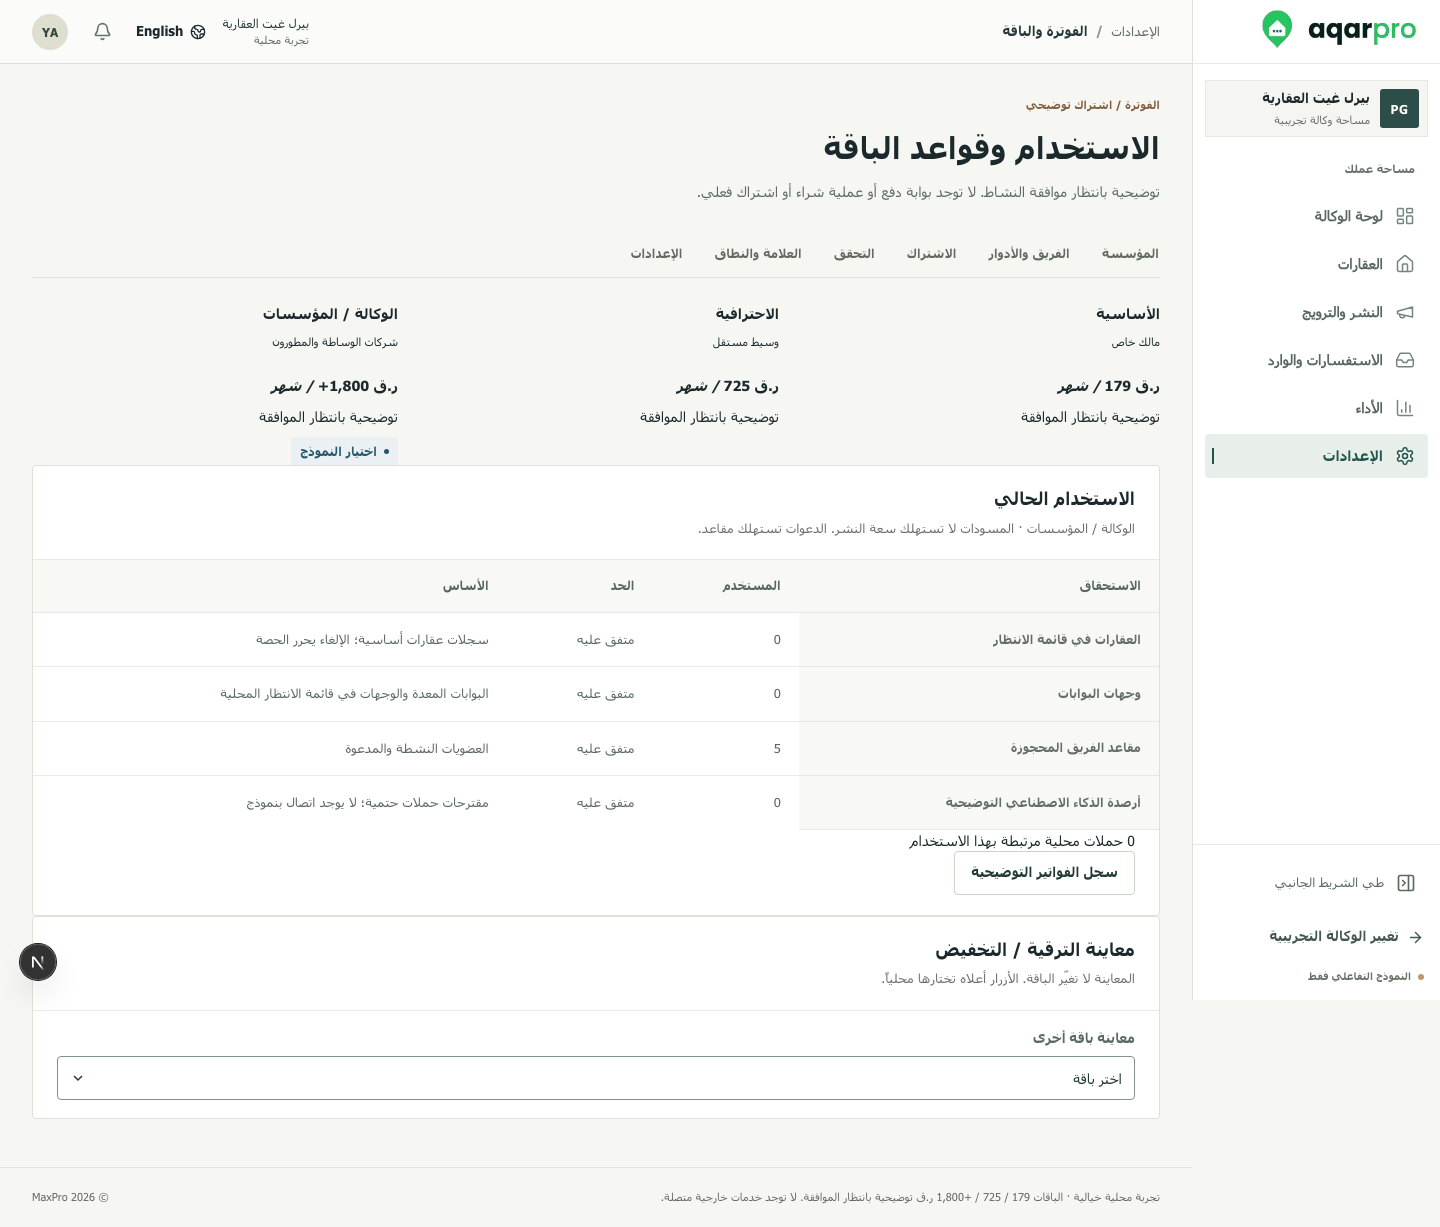 aqarpro
PG
بيرل غيت العقارية
مساحة وكالة تجريبية
مساحة عملك
لوحة الوكالة
العقارات
النشر والترويج
الاستفسارات والوارد
الأداء
الإعدادات
طي الشريط الجانبي
تغيير الوكالة التجريبية
النموذج التفاعلي فقط
الإعدادات / الفوترة والباقة
بيرل غيت العقارية
تجربة محلية
English
YA
الفوترة / اشتراك توضيحي
الاستخدام وقواعد الباقة
توضيحية بانتظار موافقة النشاط. لا توجد بوابة دفع أو عملية شراء أو اشتراك فعلي.
المؤسسة الفريق والأدوار الاشتراك التحقق العلامة والنطاق الإعدادات
الأساسية
مالك خاص
ر.ق 179 / شهر
توضيحية بانتظار الموافقة
الاحترافية
وسيط مستقل
ر.ق 725 / شهر
توضيحية بانتظار الموافقة
الوكالة / المؤسسات
شركات الوساطة والمطورون
ر.ق 1,800+ / شهر
توضيحية بانتظار الموافقة
اختيار النموذج
الاستخدام الحالي
الوكالة / المؤسسات · المسودات لا تستهلك سعة النشر. الدعوات تستهلك مقاعد.
الاستحقاق المستخدم الحد الأساس
العقارات في قائمة الانتظار 0 متفق عليه سجلات عقارات أساسية؛ الإلغاء يحرر الحصة
وجهات البوابات 0 متفق عليه البوابات المعدة والوجهات في قائمة الانتظار المحلية
مقاعد الفريق المحجوزة 5 متفق عليه العضويات النشطة والمدعوة
أرصدة الذكاء الاصطناعي التوضيحية 0 متفق عليه مقترحات حملات حتمية؛ لا يوجد اتصال بنموذج
0 حملات محلية مرتبطة بهذا الاستخدام
سجل الفواتير التوضيحية
معاينة الترقية / التخفيض
المعاينة لا تغيّر الباقة. الأزرار أعلاه تختارها محلياً.
معاينة باقة أخرى
اختر باقة
N
تجربة محلية خيالية · الباقات 179 / 725 / 1,800+ ر.ق توضيحية بانتظار الموافقة. لا توجد خدمات خارجية متصلة.
© 2026 MaxPro